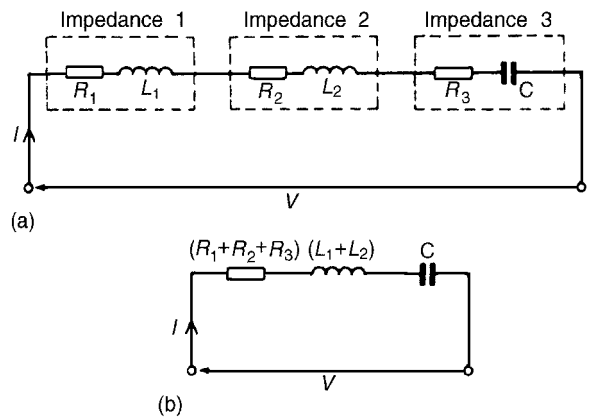 Impedance 1 Impedance 2 Impedance 3
R₁ L₁ R₂ L₂ R₃ C
I
V
(a)
(R₁+R₂+R₃) (L₁+L₂) C
I
V
(b)